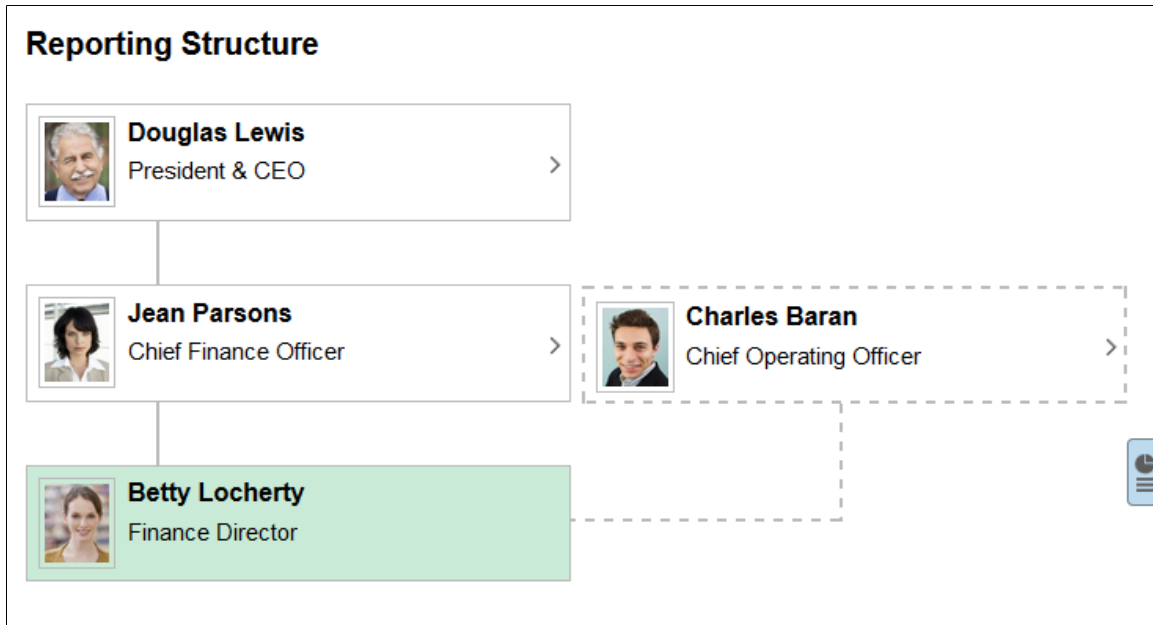 Reporting Structure
Douglas Lewis
President & CEO
Jean Parsons
Chief Finance Officer
Charles Baran
Chief Operating Officer
Betty Locherty
Finance Director